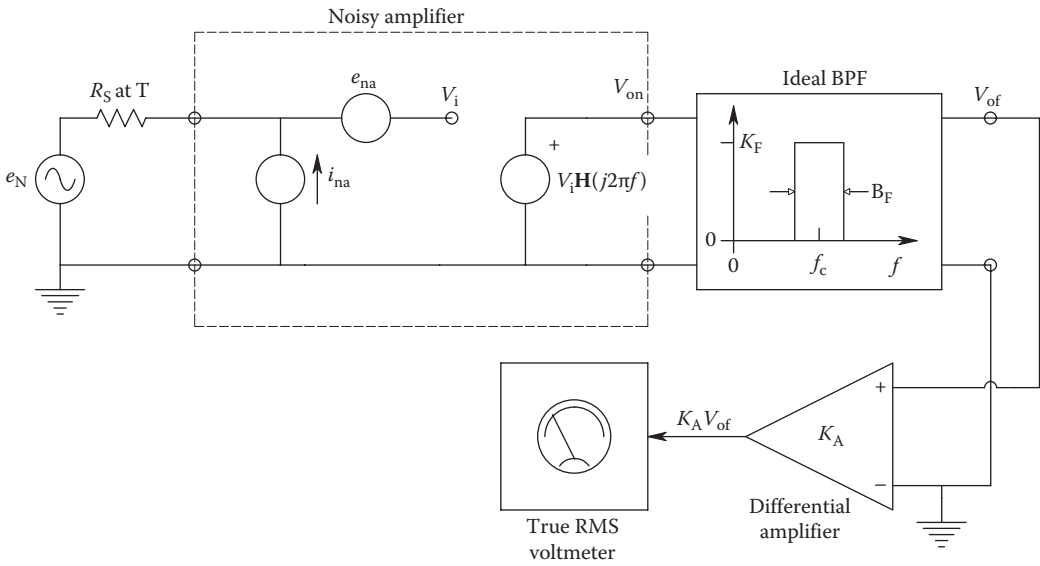 Noisy amplifier
R_S at T
e_na
V_i
V_on
Ideal BPF
V_of
e_N
i_na
+
V_iH(j2πf)
K_F
B_F
0
0
f_c
f
+
K_AV_of
K_A
−
True RMS
voltmeter
Differential
amplifier